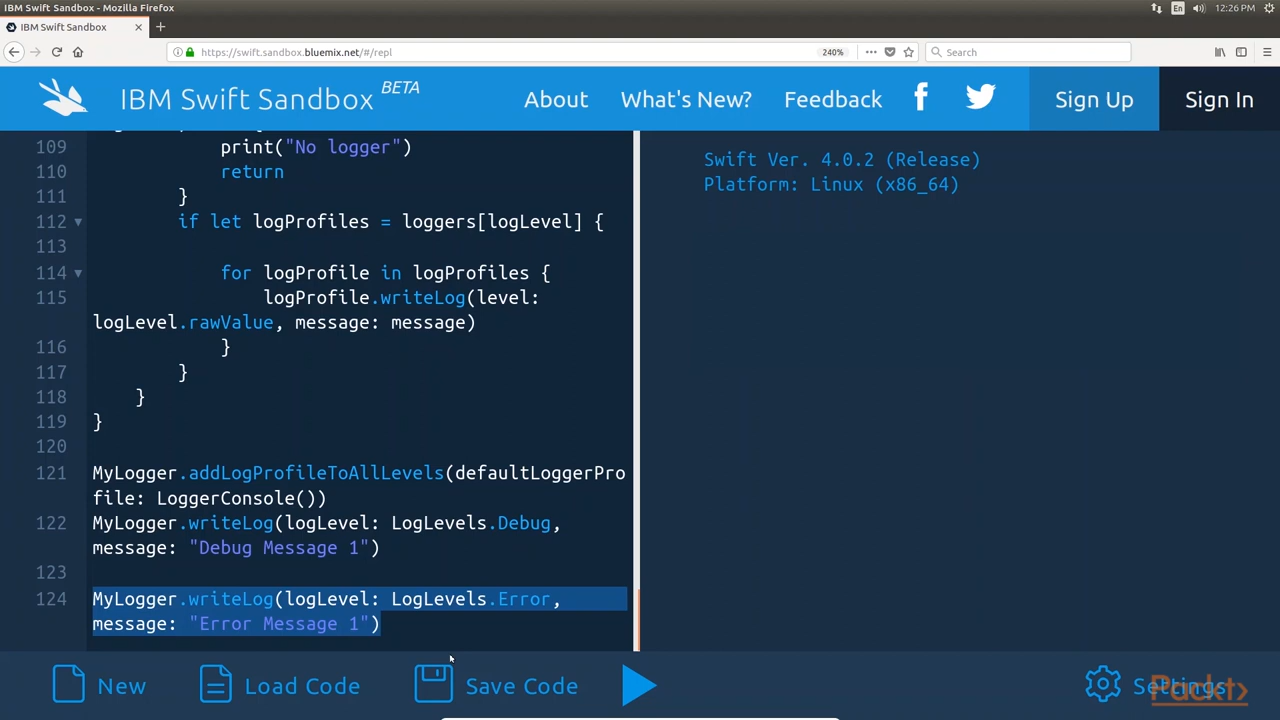 IBM Swift Sandbox - Mozilla Firefox
En
12:26 PM
IBM Swift Sandbox
https://swift.sandbox.bluemix.net/#/repl
240%
Search
IBM Swift Sandbox BETA
About
What's New?
Feedback
Sign Up
Sign In
109 print("No logger")
110 return
111 }
112 if let logProfiles = loggers[logLevel] {
113
114 for logProfile in logProfiles {
115 logProfile.writeLog(level:
logLevel.rawValue, message: message)
116 }
117 }
118 }
119 }
120
121 MyLogger.addLogProfileToAllLevels(defaultLoggerPro
file: LoggerConsole())
122 MyLogger.writeLog(logLevel: LogLevels.Debug,
message: "Debug Message 1")
123
124 MyLogger.writeLog(logLevel: LogLevels.Error,
message: "Error Message 1")
Swift Ver. 4.0.2 (Release)
Platform: Linux (x86_64)
New
Load Code
Save Code
Settings
Packt>